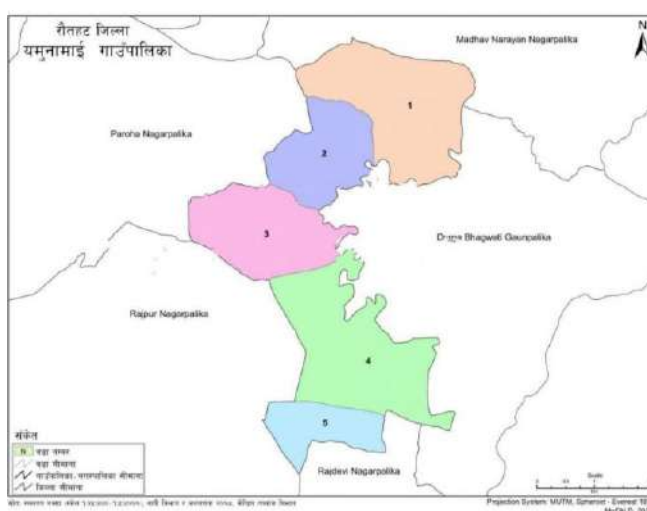 रौतहट जिल्ला
यमुनामाई गाउँपालिका
N
Madhav Narayan Nagarpalika
1
Paroha Nagarpalika
2
3
Bhagwati Gaunpalika
Rajpur Nagarpalika
4
5
Rajdevi Nagarpalika
संकेत
N वडा नम्बर
वडा सीमाना
गाउँपालिका-नगरपालिका सीमाना
जिल्ला सीमाना
Scale
Projection System: MUTM, Spheroid - Everest